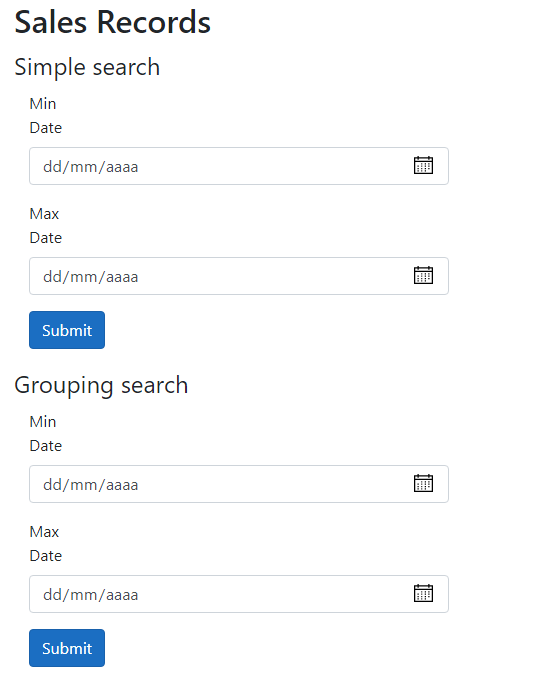 Sales Records
Simple search
Min
Date
dd/mm/aaaa
Max
Date
dd/mm/aaaa
Submit
Grouping search
Min
Date
dd/mm/aaaa
Max
Date
dd/mm/aaaa
Submit